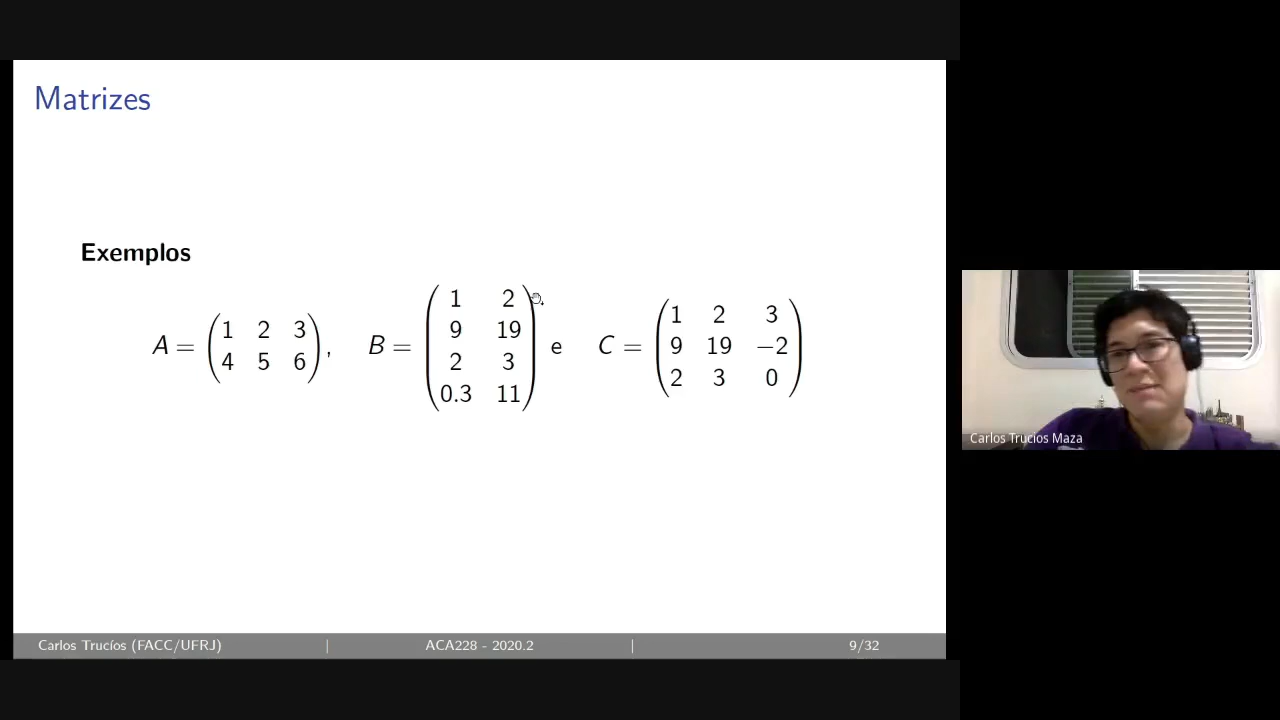 Matrizes
Exemplos
A = (1 2 3
4 5 6),
B = (1 2
9 19
2 3
0.3 11) e
C = (1 2 3
9 19 −2
2 3 0)
Carlos Trucíos (FACC/UFRJ) | ACA228 - 2020.2 | 9/32
Carlos Trucios Maza